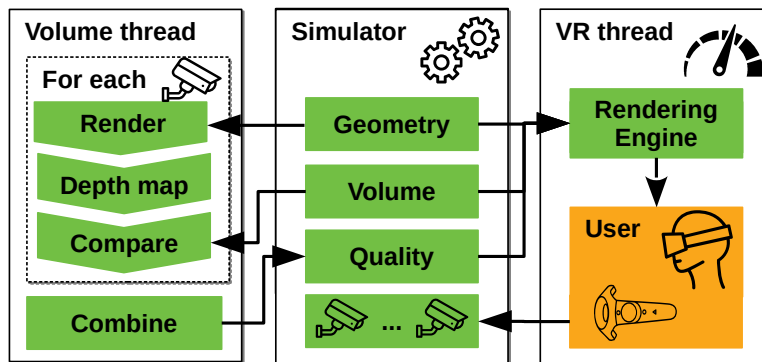 Volume thread
For each
Render
Depth map
Compare
Combine
Simulator
Geometry
Volume
Quality
...
VR thread
Rendering
Engine
User